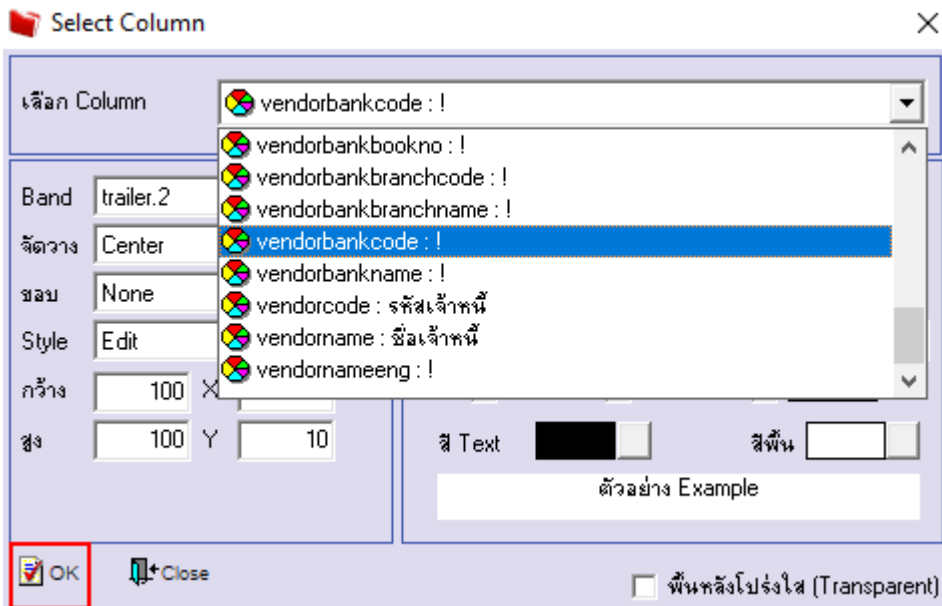 Select Column
เลือก Column
vendorbankcode : !
vendorbankbookno : !
vendorbankbranchcode : !
vendorbankbranchname : !
vendorbankcode : !
vendorbankname : !
vendorcode : รหัสเจ้าหนี้
vendorname : ชื่อเจ้าหนี้
vendornameeng : !
Band trailer.2
จัดวาง Center
ขอบ None
Style Edit
กว้าง 100 X
สูง 100 Y 10
สี Text สีพื้น
ตัวอย่าง Example
OK Close
พื้นหลังโปร่งใส (Transparent)